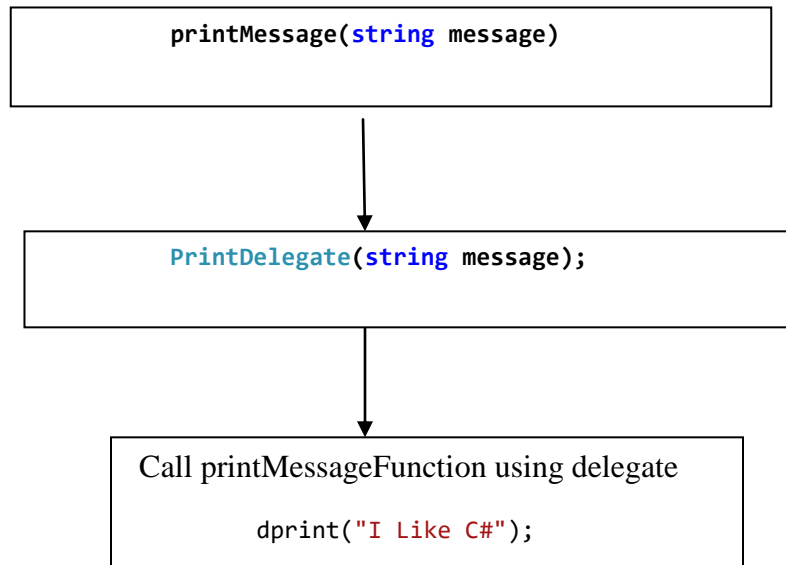 printMessage(string message)
PrintDelegate(string message);
Call printMessageFunction using delegate
dprint("I Like C#");